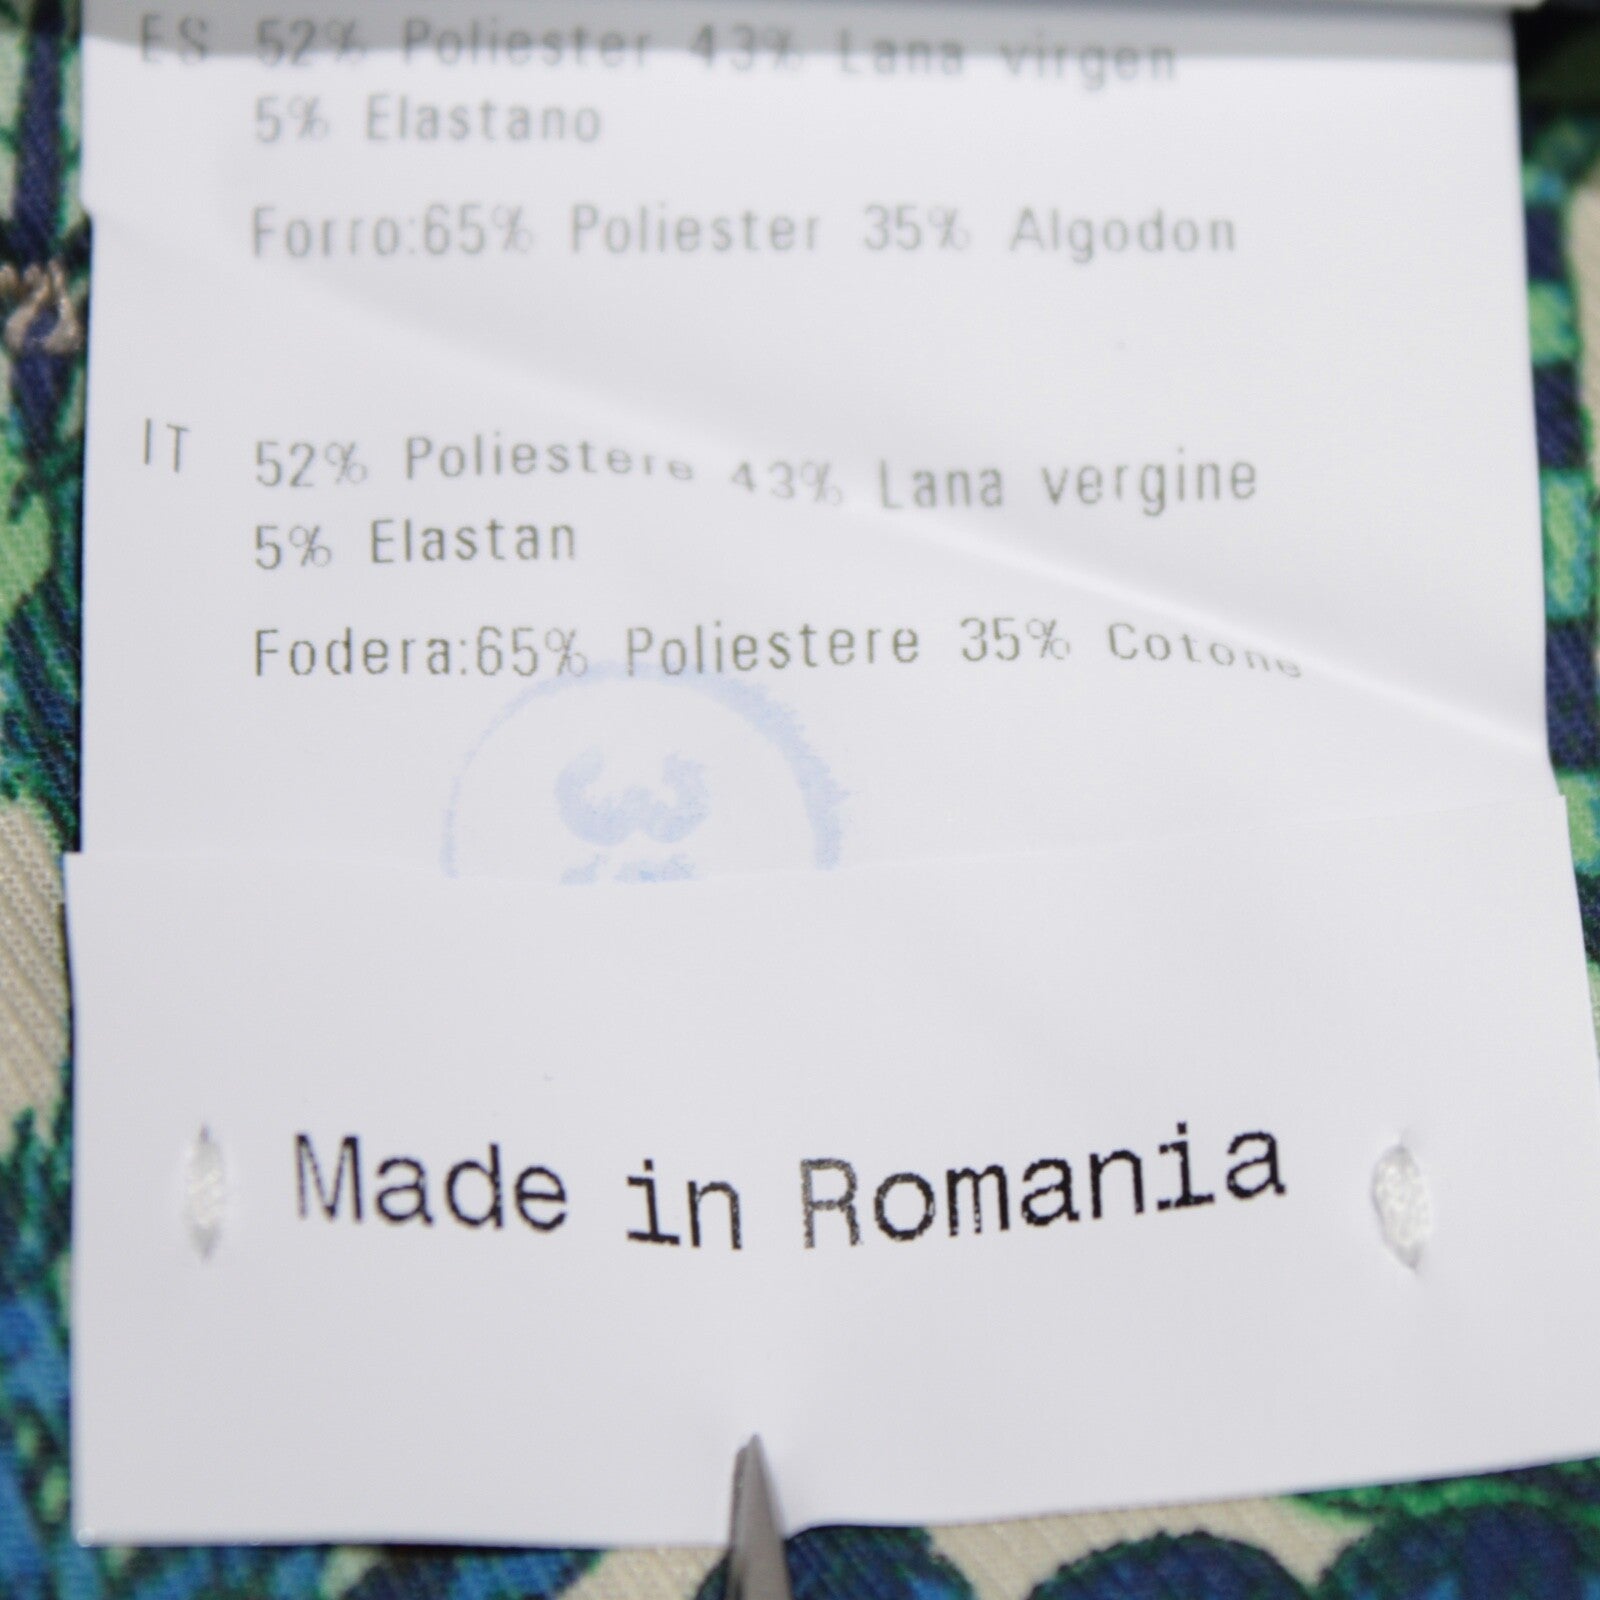 ES 52% Poliester 43% Lana virgen
5% Elastano
Forro:65% Poliester 35% Algodon
IT 52% Poliestere 43% Lana vergine
5% Elastan
Fodera:65% Poliestere 35% Cotone
Made in Romania